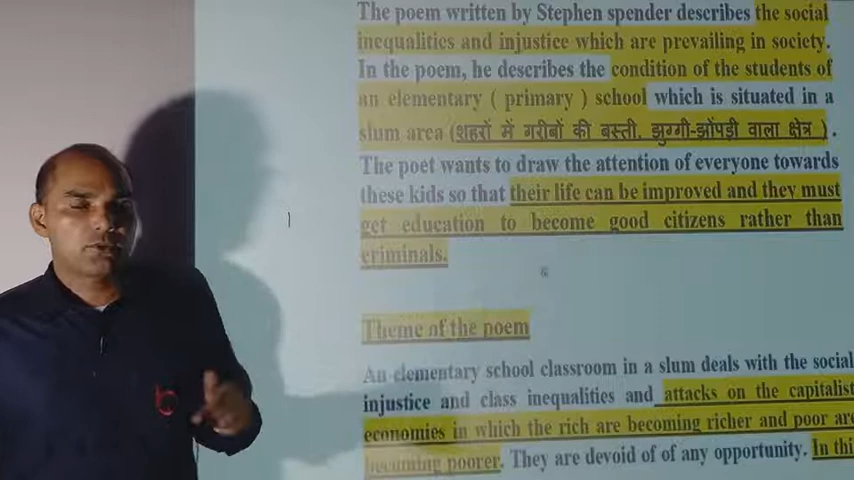 The poem written by Stephen spender describes the social
inequalities and injustice which are prevailing in society.
In the poem, he describes the condition of the students of
an elementary ( primary ) school which is situated in a
slum area (शहरों में गरीबों की बस्ती, झुग्गी-झोंपड़ी वाला क्षेत्र ).
The poet wants to draw the attention of everyone towards
these kids so that their life can be improved and they must
get education to become good citizens rather than
criminals.
Theme of the poem
An elementary school classroom in a slum deals with the social
injustice and class inequalities and attacks on the capitalist
economies in which the rich are becoming richer and poor are
becoming poorer. They are devoid of of any opportunity. In this